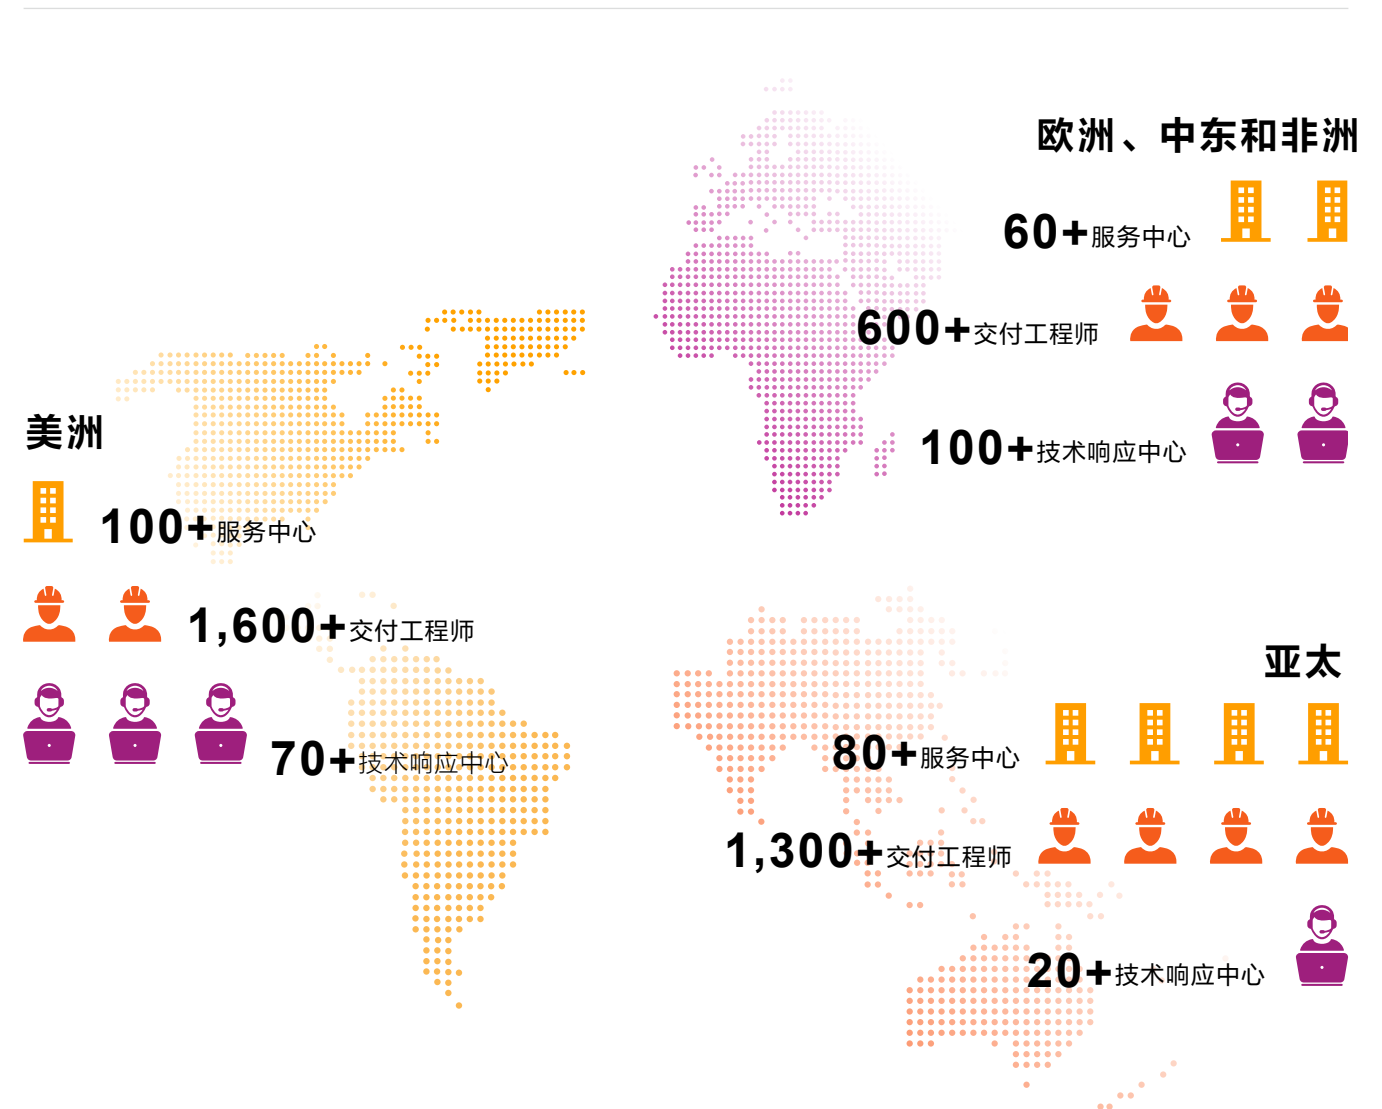 欧洲、中东和非洲
60+服务中心
600+交付工程师
100+技术响应中心
美洲
100+服务中心
1,600+交付工程师
70+技术响应中心
亚太
80+服务中心
1,300+交付工程师
20+技术响应中心